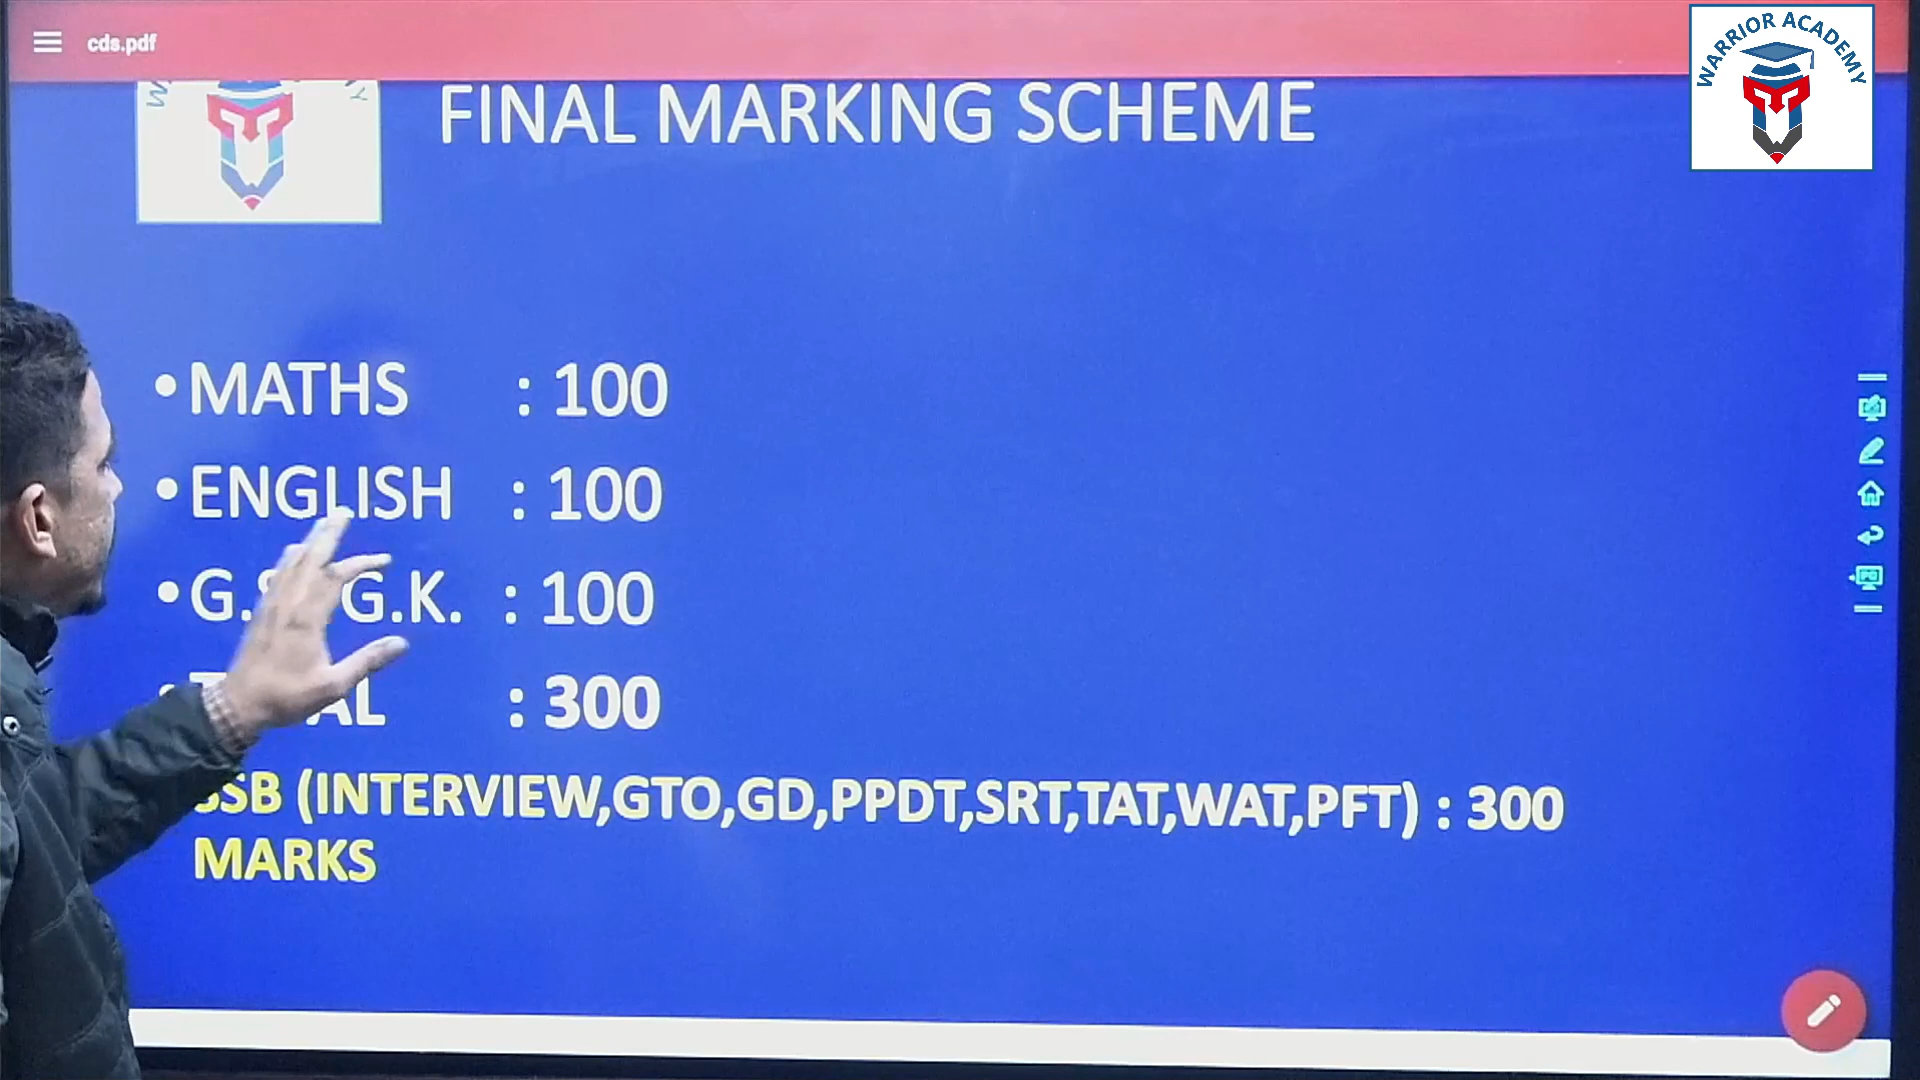 cds.pdf
WARRIOR ACADEMY
FINAL MARKING SCHEME
• MATHS : 100
• ENGLISH : 100
• G.K. : 100
: 300
SSB (INTERVIEW,GTO,GD,PPDT,SRT,TAT,WAT,PFT) : 300
MARKS